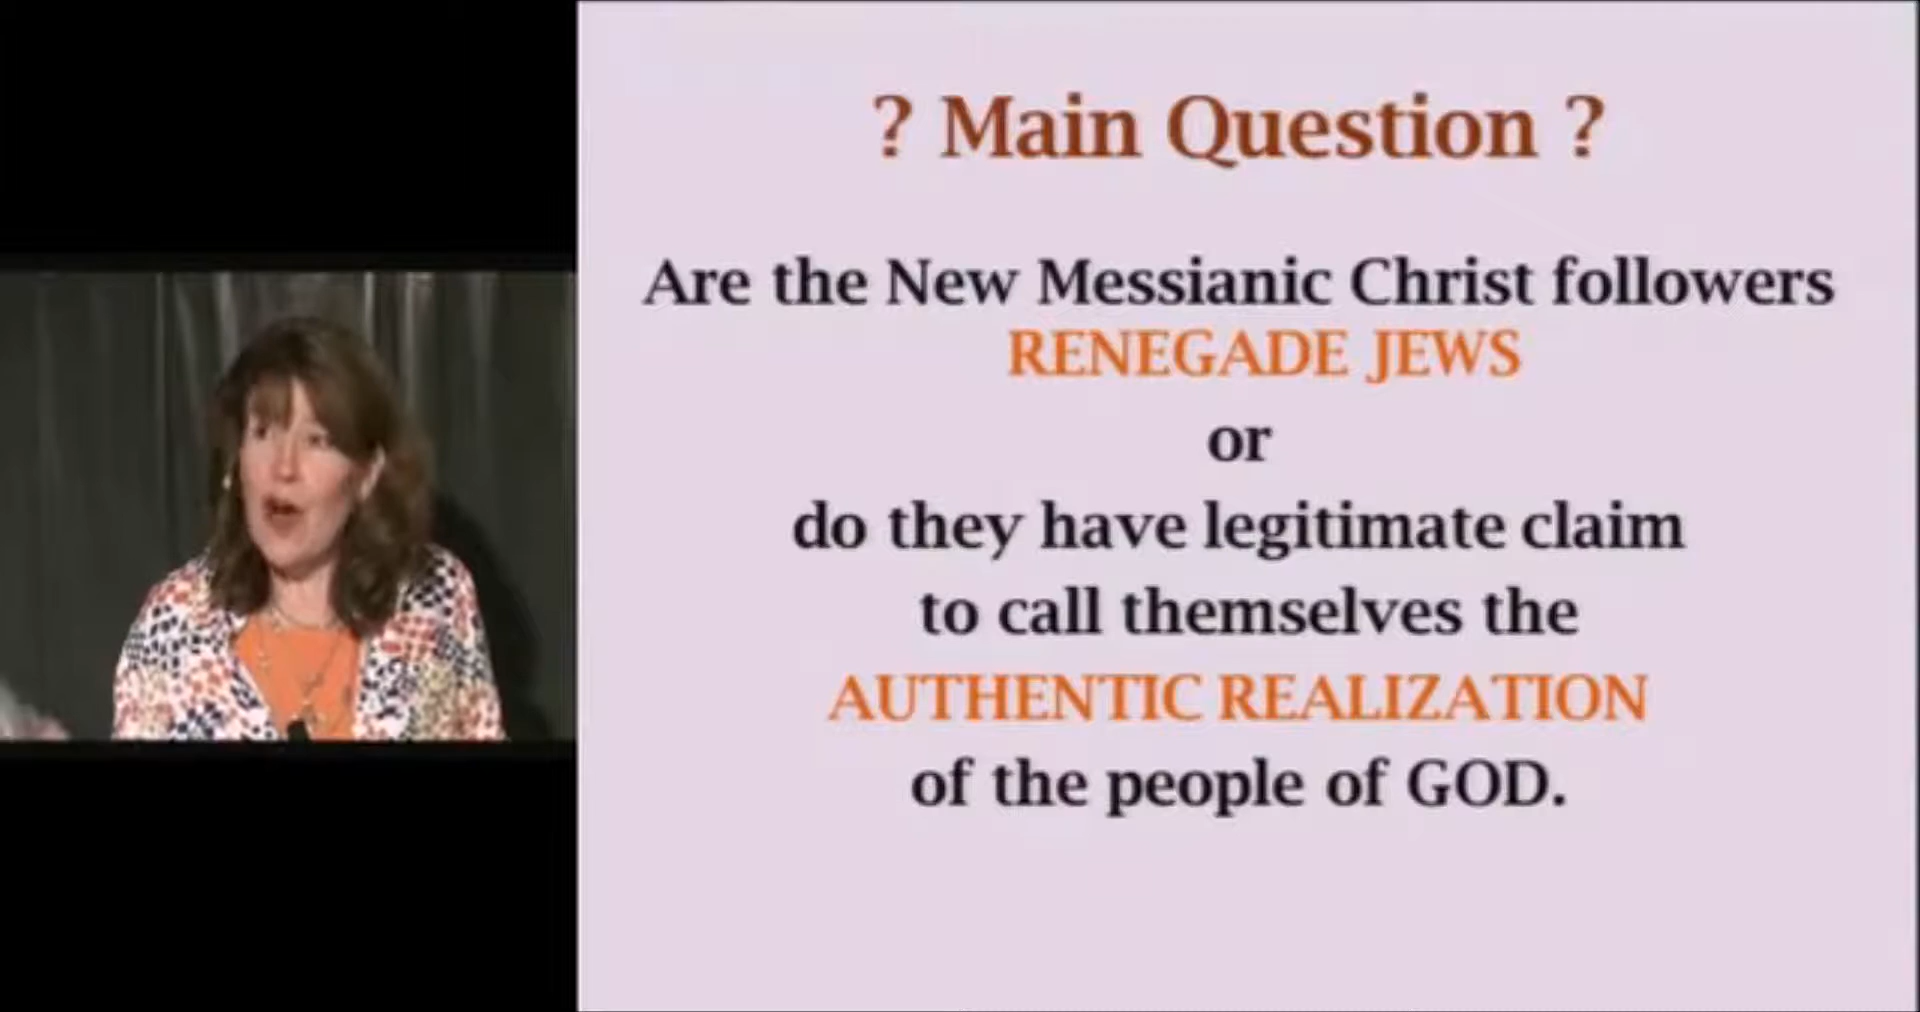 ? Main Question ?
Are the New Messianic Christ followers
RENEGADE JEWS
or
do they have legitimate claim
to call themselves the
AUTHENTIC REALIZATION
of the people of GOD.